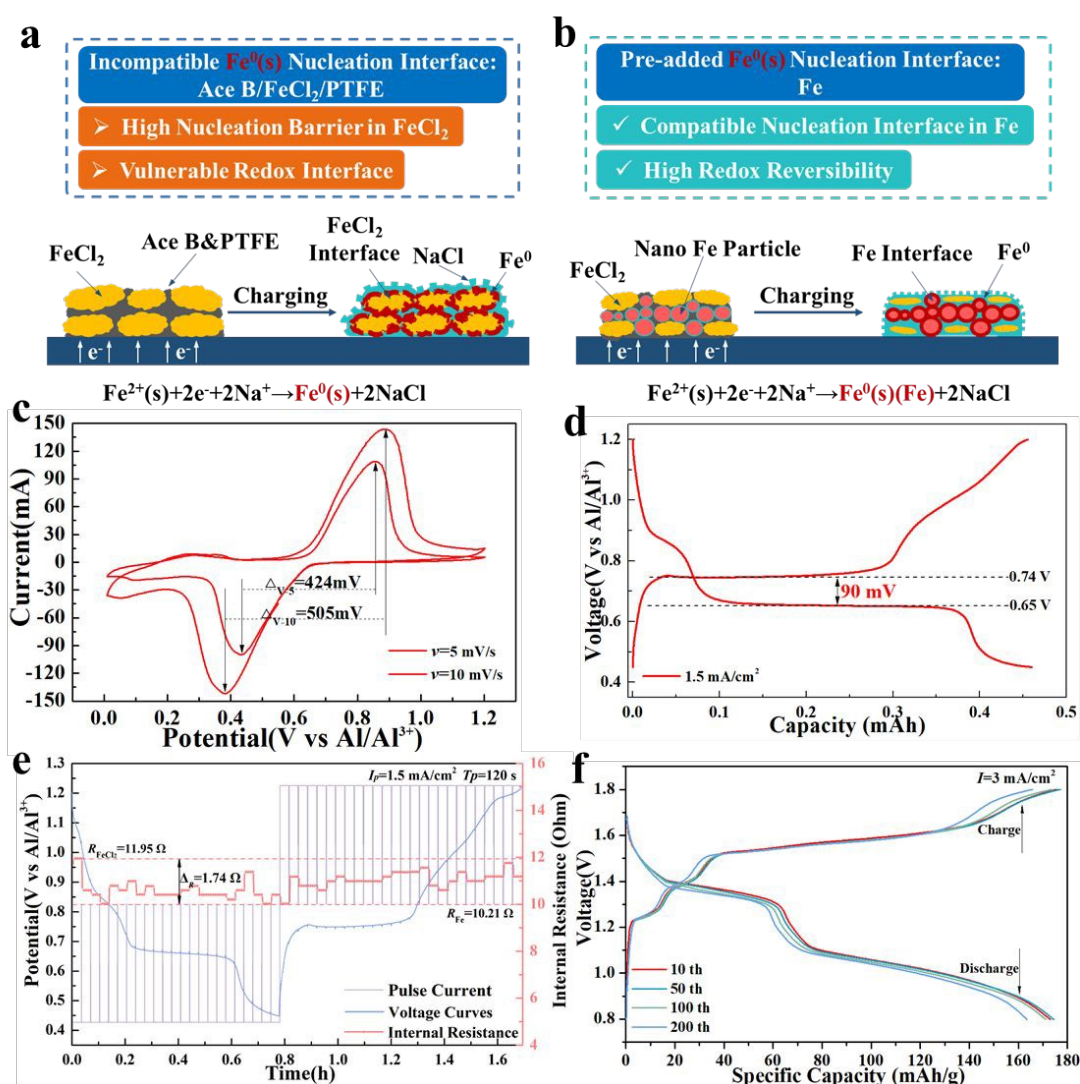 a
Incompatible Fe⁰(s) Nucleation Interface:
Ace B/FeCl₂/PTFE
➢ High Nucleation Barrier in FeCl₂
➢ Vulnerable Redox Interface
FeCl₂
Ace B&PTFE
FeCl₂
Interface
NaCl
Fe⁰
Charging
e⁻
e⁻
Fe²⁺(s)+2e⁻+2Na⁺→Fe⁰(s)+2NaCl
b
Pre-added Fe⁰(s) Nucleation Interface:
Fe
✓ Compatible Nucleation Interface in Fe
✓ High Redox Reversibility
FeCl₂
Nano Fe Particle
Fe Interface
Fe⁰
Charging
e⁻
e⁻
Fe²⁺(s)+2e⁻+2Na⁺→Fe⁰(s)(Fe)+2NaCl
c
150
120
90
60
30
0
-30
-60
-90
-120
-150
Current(mA)
△V-5=424mV
△V-10=505mV
v=5 mV/s
v=10 mV/s
0.0 0.2 0.4 0.6 0.8 1.0 1.2
Potential(V vs Al/Al³⁺)
d
1.2
1.0
0.8
0.6
0.4
Voltage(V vs Al/Al³⁺)
0.74 V
90 mV
0.65 V
1.5 mA/cm²
0.0 0.1 0.2 0.3 0.4 0.5
Capacity (mAh)
e
1.3
1.2
1.1
1.0
0.9
0.8
0.7
0.6
0.5
0.4
Potential(V vs Al/Al³⁺)
Ip=1.5 mA/cm² Tp=120 s
R FeCl₂=11.95 Ω
Δ R=1.74 Ω
R Fe=10.21 Ω
Pulse Current
Voltage Curves
Internal Resistance
16
14
12
10
8
6
4
Internal Resistance (Ohm)
0.0 0.2 0.4 0.6 0.8 1.0 1.2 1.4 1.6
Time(h)
f
1.8
1.6
1.4
1.2
1.0
0.8
Voltage(V)
I=3 mA/cm²
Charge
Discharge
10 th
50 th
100 th
200 th
0 20 40 60 80 100 120 140 160 180
Specific Capacity (mAh/g)